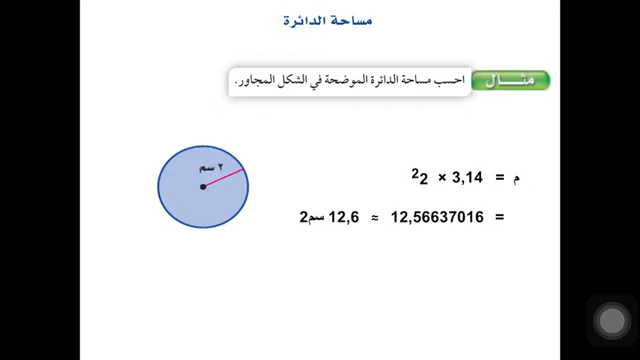 مساحة الدائرة
مثـــال
احسب مساحة الدائرة الموضحة في الشكل المجاور.
٢ سم
م = 3,14 × 2²
= 12,56637016 ≈ 12,6 سم2